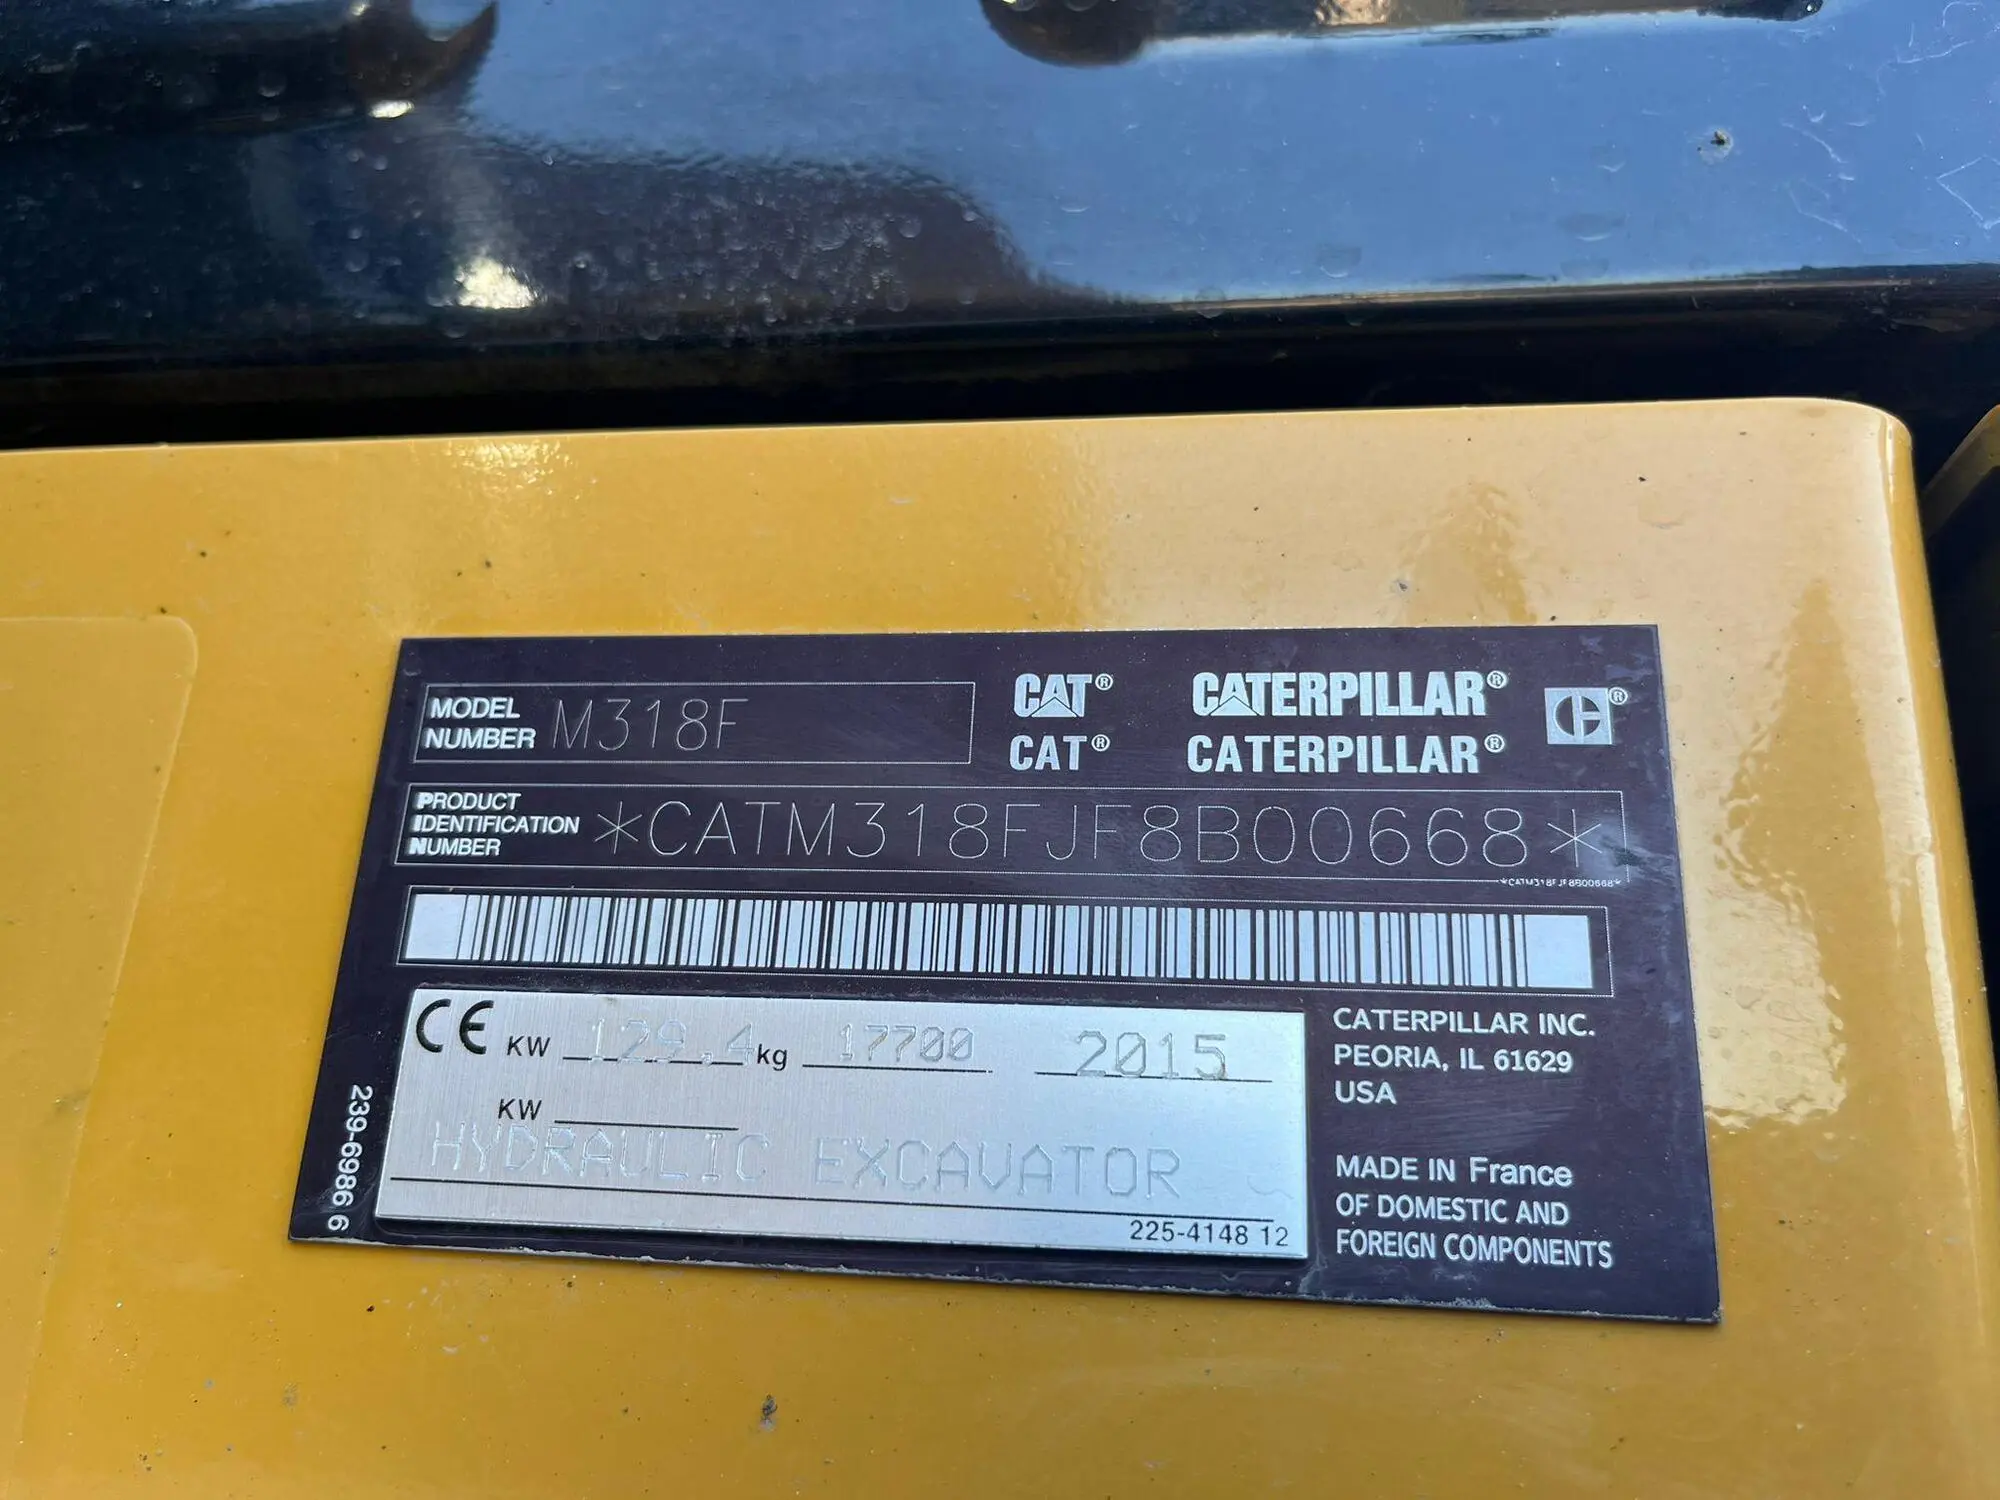 MODEL NUMBER M318F
CAT® CATERPILLAR® ®
CAT® CATERPILLAR®
PRODUCT IDENTIFICATION NUMBER *CATM318FJF8B00668*
*CATM318FJF8B00668*
CE KW 129.4 kg 17700 2015
KW
HYDRAULIC EXCAVATOR
225-4148 12
239-6986 6
CATERPILLAR INC.
PEORIA, IL 61629
USA
MADE IN France
OF DOMESTIC AND
FOREIGN COMPONENTS